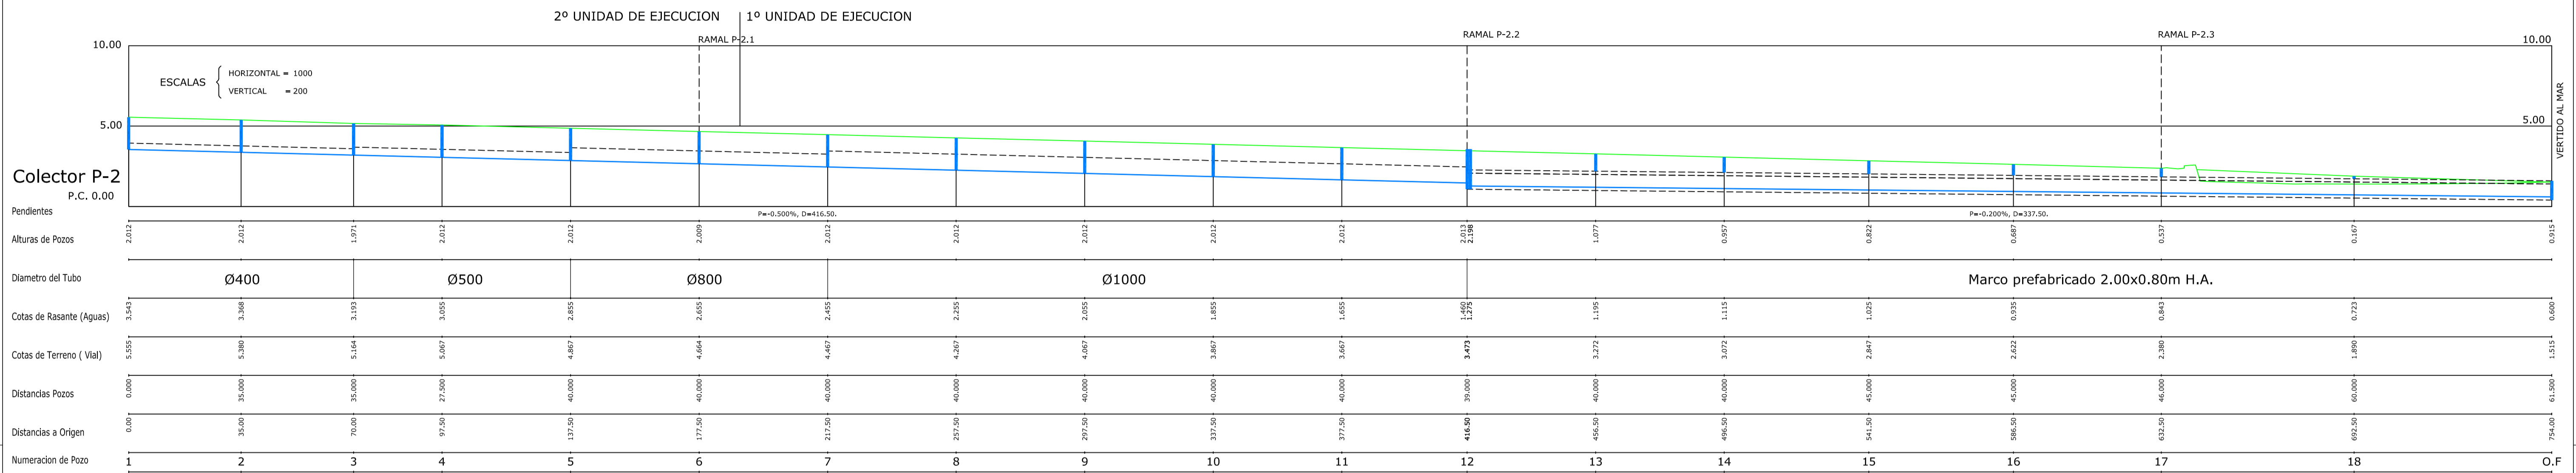 2º UNIDAD DE EJECUCION 1º UNIDAD DE EJECUCION
RAMAL P-2.1 RAMAL P-2.2 RAMAL P-2.3
10.00 10.00
ESCALAS
HORIZONTAL = 1000
VERTICAL = 200
5.00 5.00
VERTIDO AL MAR
Colector P-2
P.C. 0.00
Pendientes P=-0.500%, D=416.50. P=-0.200%, D=337.50.
Alturas de Pozos 2.012 2.012 1.971 2.012 2.012 2.009 2.012 2.012 2.012 2.012 2.012 2.013 2.198 1.077 0.957 0.822 0.687 0.537 0.167 0.915
Diametro del Tubo Ø400 Ø500 Ø800 Ø1000 Marco prefabricado 2.00x0.80m H.A.
Cotas de Rasante (Aguas) 3.543 3.368 3.193 3.055 2.855 2.655 2.455 2.255 2.055 1.855 1.655 1.460 1.275 1.195 1.115 1.025 0.935 0.843 0.723 0.600
Cotas de Terreno ( Vial) 5.555 5.380 5.164 5.067 4.867 4.664 4.467 4.267 4.067 3.867 3.667 3.473 3.272 3.072 2.847 2.622 2.380 1.890 1.515
Distancias Pozos 0.000 35.000 35.000 27.500 40.000 40.000 40.000 40.000 40.000 40.000 40.000 39.000 40.000 40.000 45.000 45.000 46.000 60.000 61.500
Distancias a Origen 0.00 35.00 70.00 97.50 137.50 177.50 217.50 257.50 297.50 337.50 377.50 416.50 456.50 496.50 541.50 586.50 632.50 692.50 754.00
Numeracion de Pozo 1 2 3 4 5 6 7 8 9 10 11 12 13 14 15 16 17 18 O.F